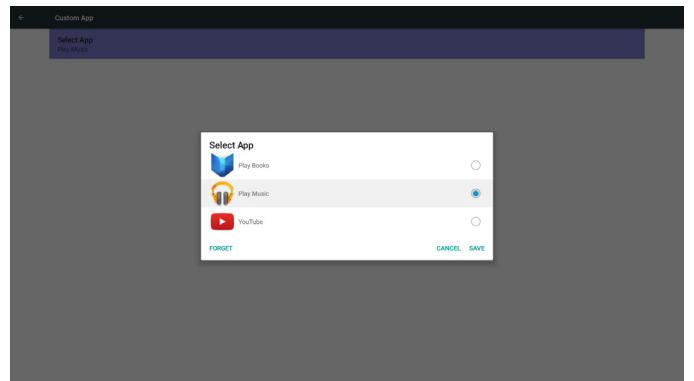 Custom App
Select App
Play Music
Select App
Play Books
Play Music
YouTube
FORGET CANCEL SAVE